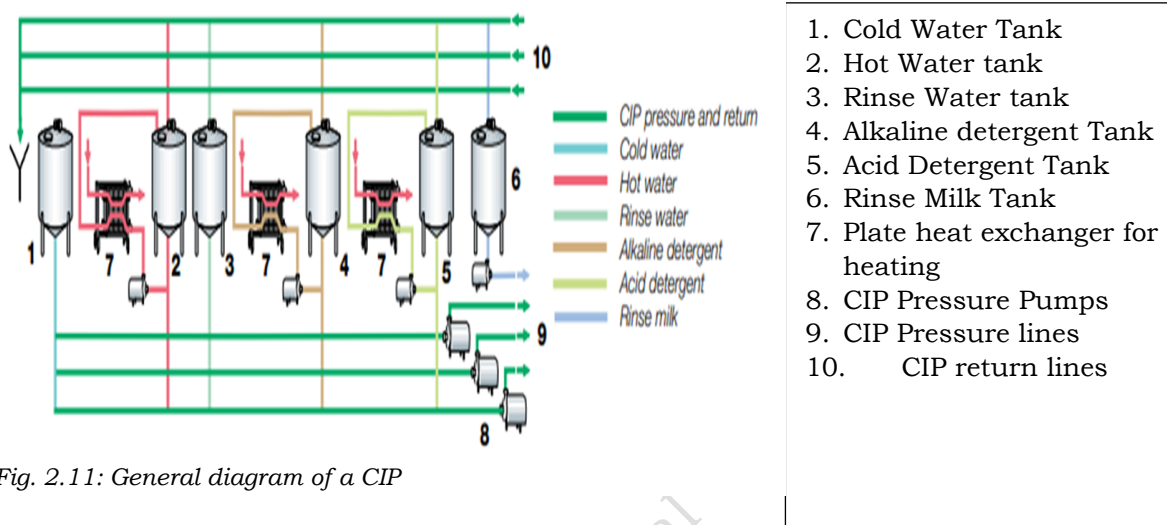 10
CIP pressure and return
Cold water
Hot water
Rinse water
Alkaline detergent
Acid detergent
Rinse milk
6
1
7
2
3
7
4
7
5
9
8
Fig. 2.11: General diagram of a CIP
1. Cold Water Tank
2. Hot Water tank
3. Rinse Water tank
4. Alkaline detergent Tank
5. Acid Detergent Tank
6. Rinse Milk Tank
7. Plate heat exchanger for
heating
8. CIP Pressure Pumps
9. CIP Pressure lines
10. CIP return lines